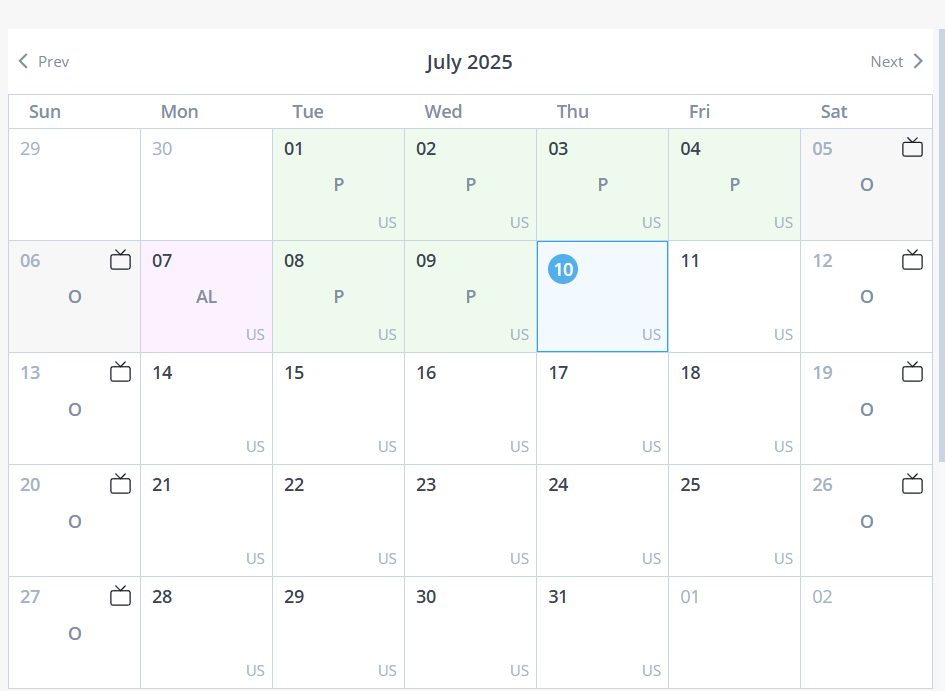 Prev July 2025 Next
Sun Mon Tue Wed Thu Fri Sat
29 30 01 02 03 04 05
P P P P O
US US US US
06 07 08 09 10 11 12
O AL P P O
US US US US US
13 14 15 16 17 18 19
O O
US US US US US
20 21 22 23 24 25 26
O O
US US US US US
27 28 29 30 31 01 02
O
US US US US